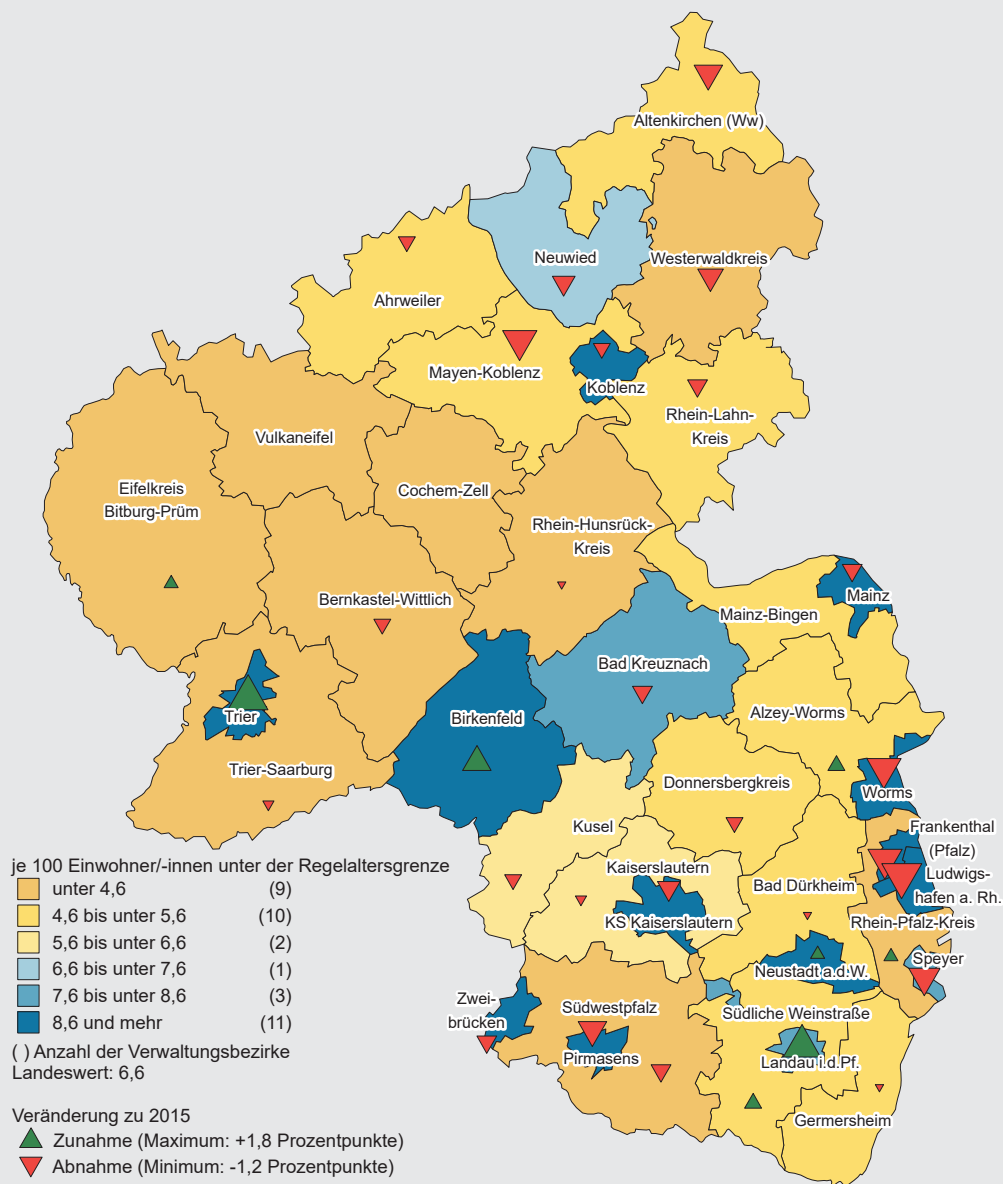 Altenkirchen (Ww)
Neuwied
Westerwaldkreis
Ahrweiler
Mayen-Koblenz
Koblenz
Rhein-Lahn-
Kreis
Vulkaneifel
Cochem-Zell
Eifelkreis
Bitburg-Prüm
Rhein-Hunsrück-
Kreis
Bernkastel-Wittlich
Mainz
Mainz-Bingen
Bad Kreuznach
Alzey-Worms
Trier
Birkenfeld
Trier-Saarburg
Donnersbergkreis
Worms
Kusel
Frankenthal
(Pfalz)
Ludwigs-
hafen a. Rh.
Kaiserslautern
Bad Dürkheim
KS Kaiserslautern
Rhein-Pfalz-Kreis
Neustadt a.d.W.
Speyer
Zwei-
brücken
Südwestpfalz
Südliche Weinstraße
Pirmasens
Landau i.d.Pf.
Germersheim
je 100 Einwohner/-innen unter der Regelaltersgrenze
unter 4,6 (9)
4,6 bis unter 5,6 (10)
5,6 bis unter 6,6 (2)
6,6 bis unter 7,6 (1)
7,6 bis unter 8,6 (3)
8,6 und mehr (11)
( ) Anzahl der Verwaltungsbezirke
Landeswert: 6,6
Veränderung zu 2015
Zunahme (Maximum: +1,8 Prozentpunkte)
Abnahme (Minimum: -1,2 Prozentpunkte)